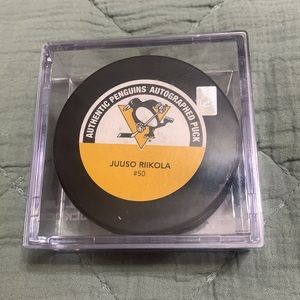 AUTHENTIC PENGUINS AUTOGRAPHED PUCK
JUUSO RIIKOLA
#50